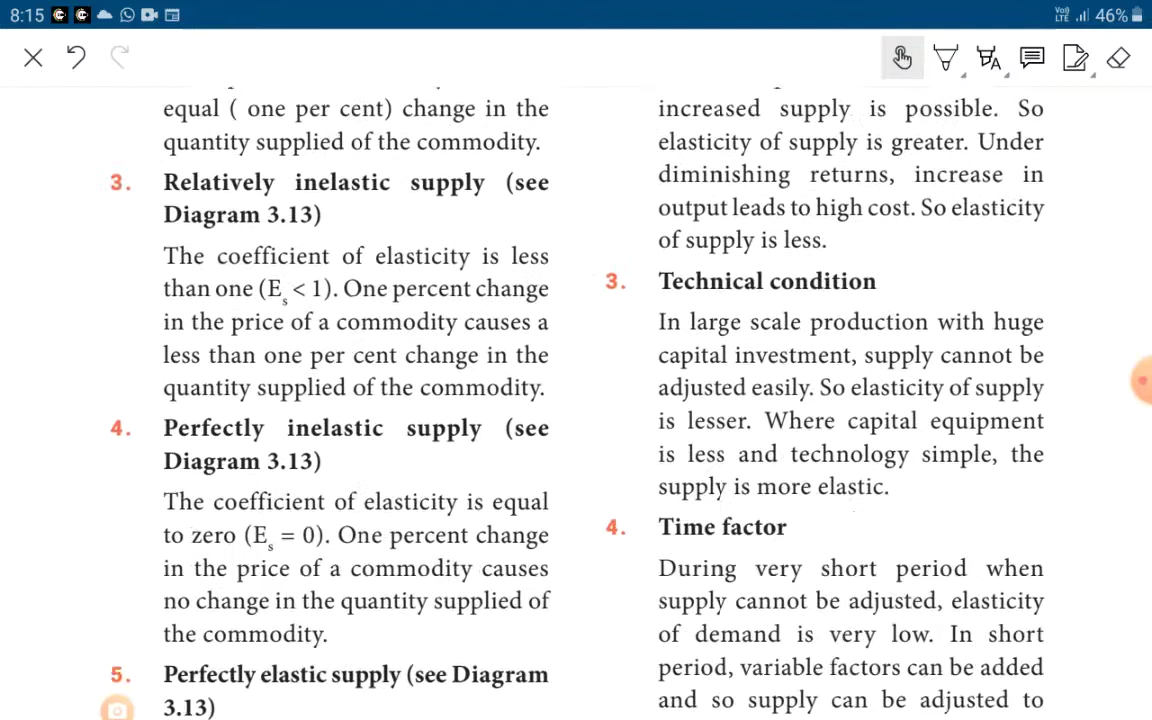 8:15
Vo)) LTE 46%
equal ( one per cent) change in the
quantity supplied of the commodity.
3. Relatively inelastic supply (see
Diagram 3.13)
The coefficient of elasticity is less
than one (Es < 1). One percent change
in the price of a commodity causes a
less than one per cent change in the
quantity supplied of the commodity.
4. Perfectly inelastic supply (see
Diagram 3.13)
The coefficient of elasticity is equal
to zero (Es = 0). One percent change
in the price of a commodity causes
no change in the quantity supplied of
the commodity.
5. Perfectly elastic supply (see Diagram
3.13)
increased supply is possible. So
elasticity of supply is greater. Under
diminishing returns, increase in
output leads to high cost. So elasticity
of supply is less.
3. Technical condition
In large scale production with huge
capital investment, supply cannot be
adjusted easily. So elasticity of supply
is lesser. Where capital equipment
is less and technology simple, the
supply is more elastic.
4. Time factor
During very short period when
supply cannot be adjusted, elasticity
of demand is very low. In short
period, variable factors can be added
and so supply can be adjusted to